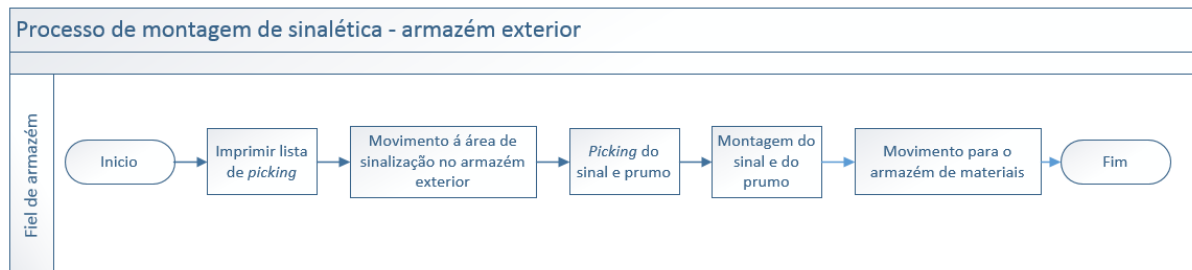 Processo de montagem de sinalética - armazém exterior
Fiel de armazém
Inicio
Imprimir lista
de picking
Movimento á área de
sinalização no armazém
exterior
Picking do
sinal e prumo
Montagem do
sinal e do
prumo
Movimento para o
armazém de materiais
Fim